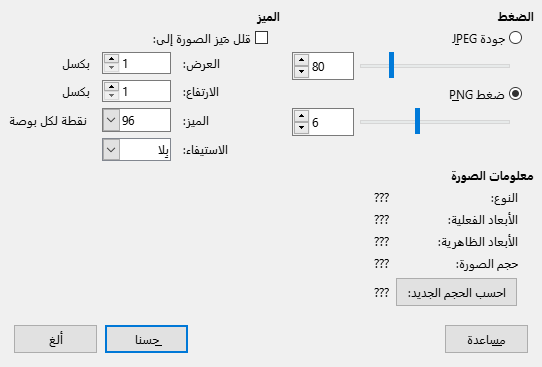 الضغط
جودة JPEG
80
ضغط PNG
6
الميز
قلل ميز الصورة إلى:
العرض: 1 بكسل
الارتفاع: 1 بكسل
الميز: 96 نقطة لكل بوصة
الاستيفاء: بلا
معلومات الصورة
النوع: ???
الأبعاد الفعلية: ???
الأبعاد الظاهرية: ???
حجم الصورة: ???
احسب الحجم الجديد: ???
مساعدة
حسنا
ألغ